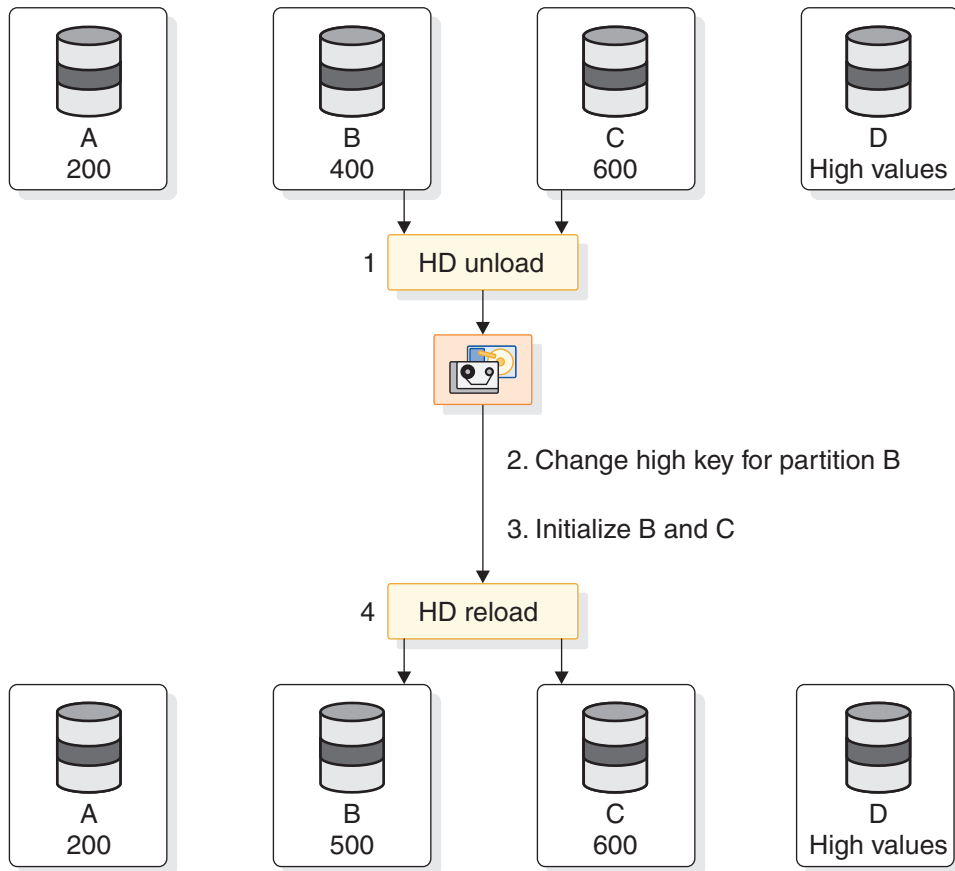 A
200
B
400
C
600
D
High values
1
HD unload
2. Change high key for partition B
3. Initialize B and C
4
HD reload
A
200
B
500
C
600
D
High values